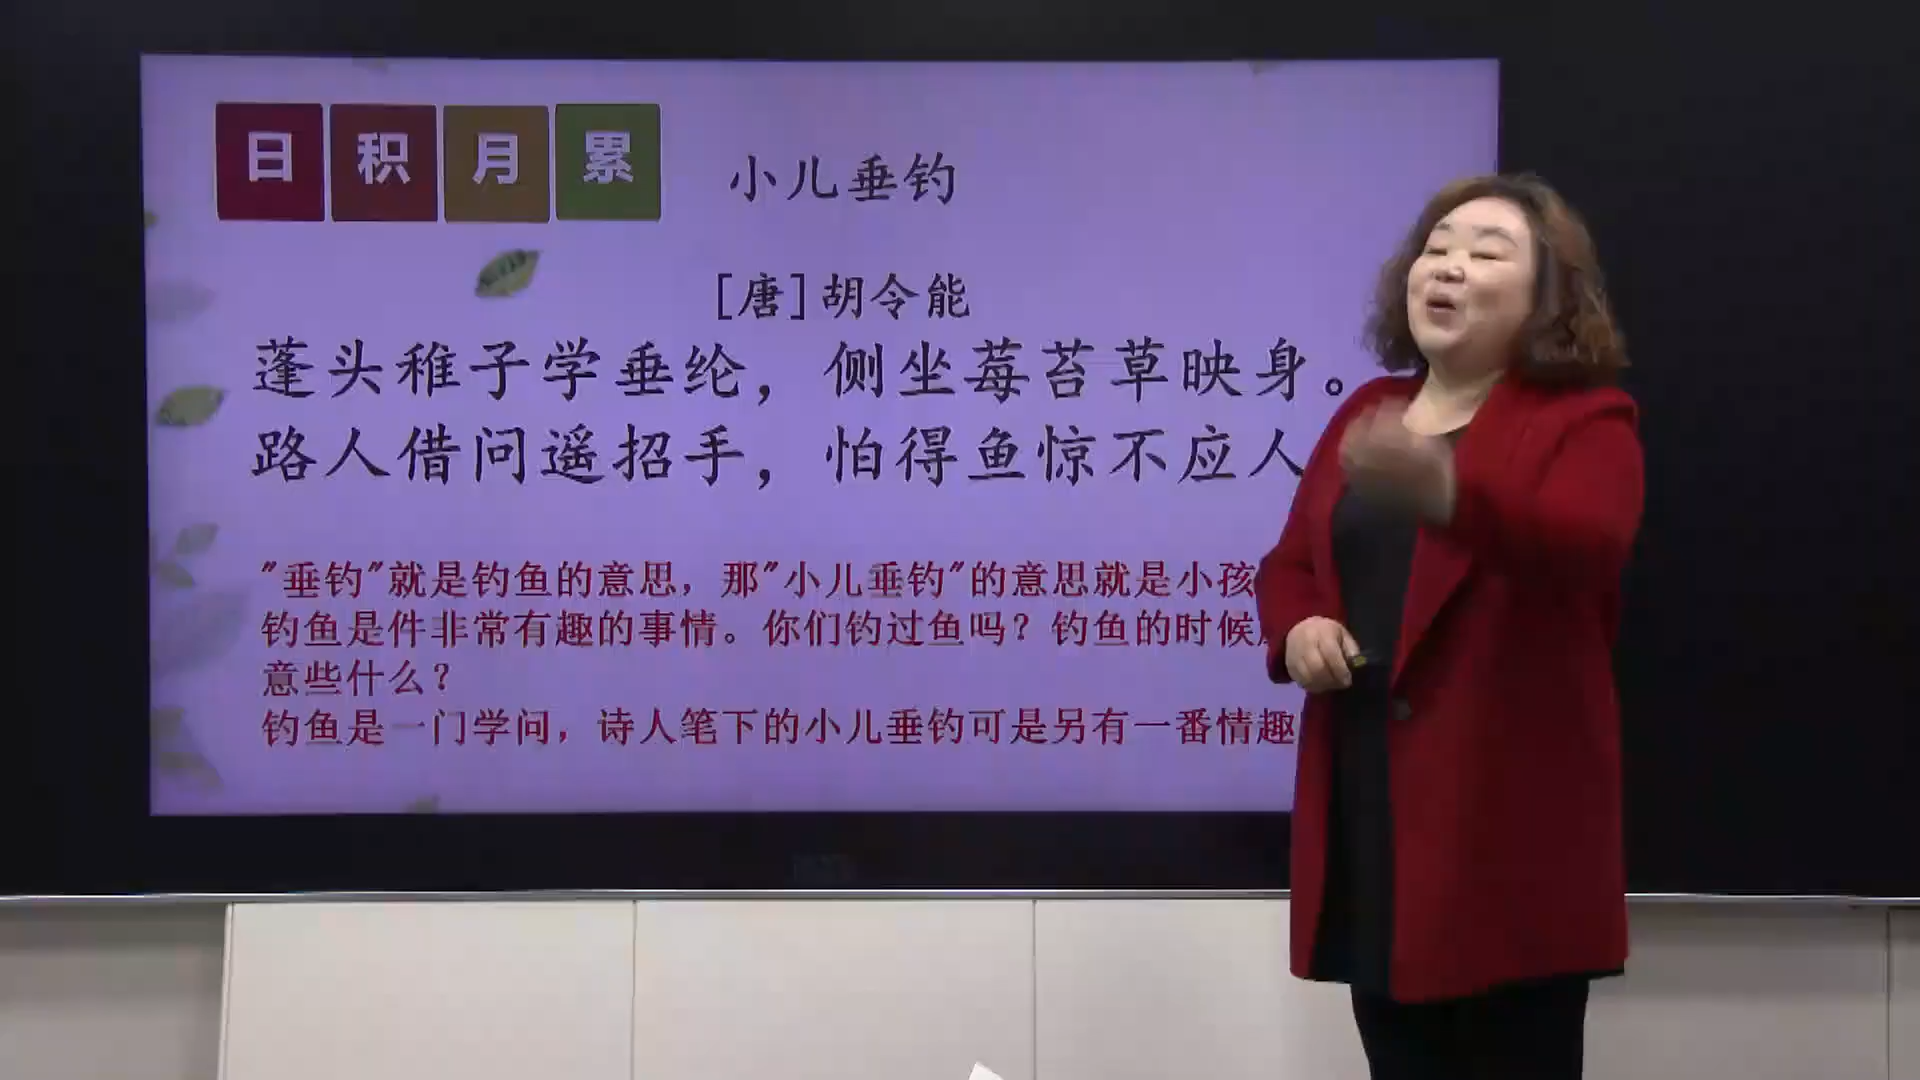 日积月累
小儿垂钓
[唐]胡令能
蓬头稚子学垂纶，侧坐莓苔草映身。
路人借问遥招手，怕得鱼惊不应人
"垂钓"就是钓鱼的意思，那"小儿垂钓"的意思就是小孩
钓鱼是件非常有趣的事情。你们钓过鱼吗？钓鱼的时候
意些什么？
钓鱼是一门学问，诗人笔下的小儿垂钓可是另有一番情趣